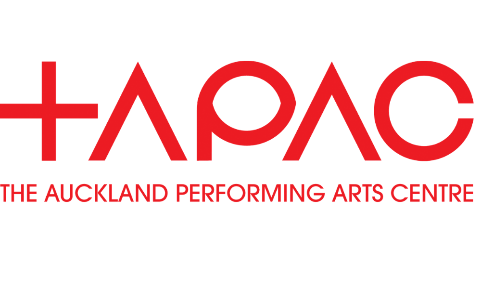 TAPAC
THE AUCKLAND PERFORMING ARTS CENTRE